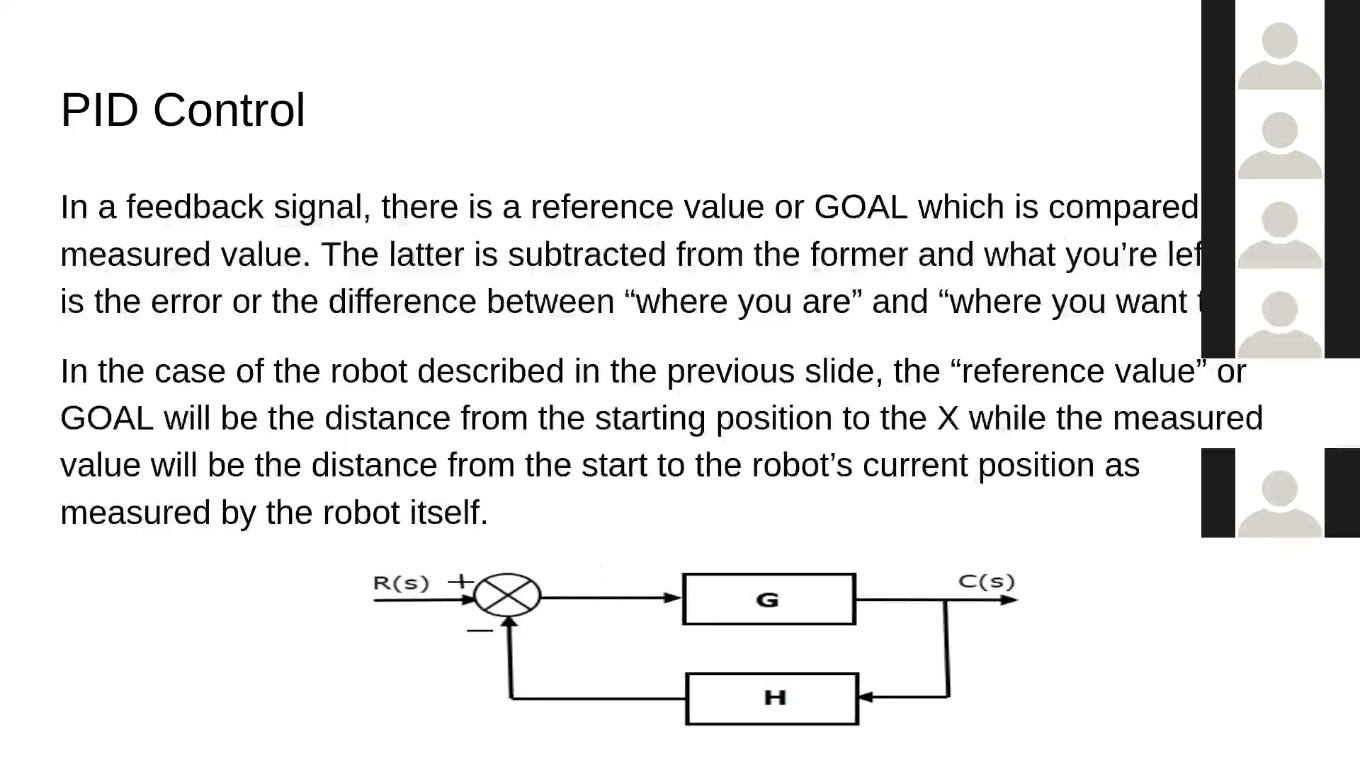 PID Control
In a feedback signal, there is a reference value or GOAL which is compared
measured value. The latter is subtracted from the former and what you’re
is the error or the difference between “where you are” and “where you want
In the case of the robot described in the previous slide, the “reference value” or
GOAL will be the distance from the starting position to the X while the measured
value will be the distance from the start to the robot’s current position as
measured by the robot itself.
R(s) + G C(s)
—
H